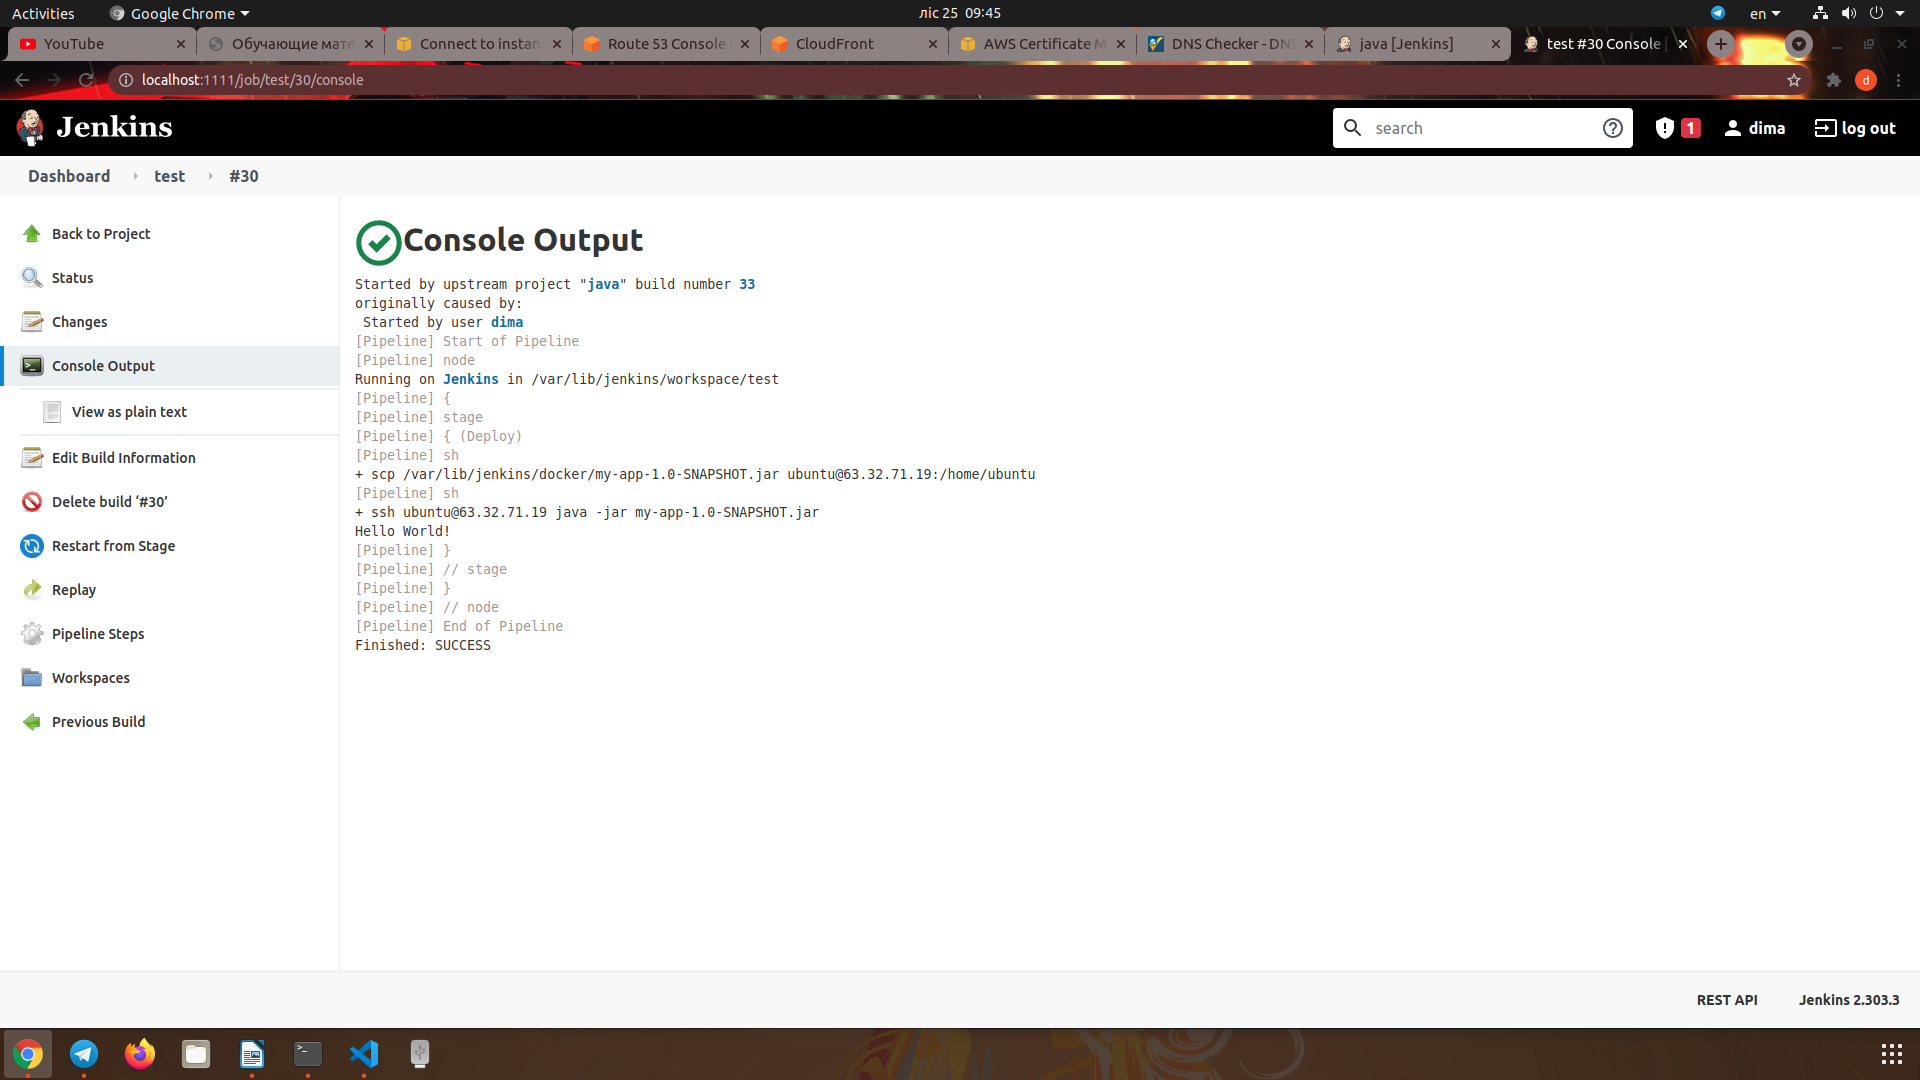 Activities
Google Chrome
ліс 25 09:45
en
YouTube
Обучающие мате
Connect to instan
Route 53 Console
CloudFront
AWS Certificate M
DNS Checker - DNS
java [Jenkins]
test #30 Console [
localhost:1111/job/test/30/console
d
Jenkins
search
1
dima
log out
Dashboard
test
#30
Back to Project
Status
Changes
Console Output
View as plain text
Edit Build Information
Delete build ‘#30’
Restart from Stage
Replay
Pipeline Steps
Workspaces
Previous Build
Console Output
Started by upstream project "java" build number 33
originally caused by:
Started by user dima
[Pipeline] Start of Pipeline
[Pipeline] node
Running on Jenkins in /var/lib/jenkins/workspace/test
[Pipeline] {
[Pipeline] stage
[Pipeline] { (Deploy)
[Pipeline] sh
+ scp /var/lib/jenkins/docker/my-app-1.0-SNAPSHOT.jar ubuntu@63.32.71.19:/home/ubuntu
[Pipeline] sh
+ ssh ubuntu@63.32.71.19 java -jar my-app-1.0-SNAPSHOT.jar
Hello World!
[Pipeline] }
[Pipeline] // stage
[Pipeline] }
[Pipeline] // node
[Pipeline] End of Pipeline
Finished: SUCCESS
REST API
Jenkins 2.303.3